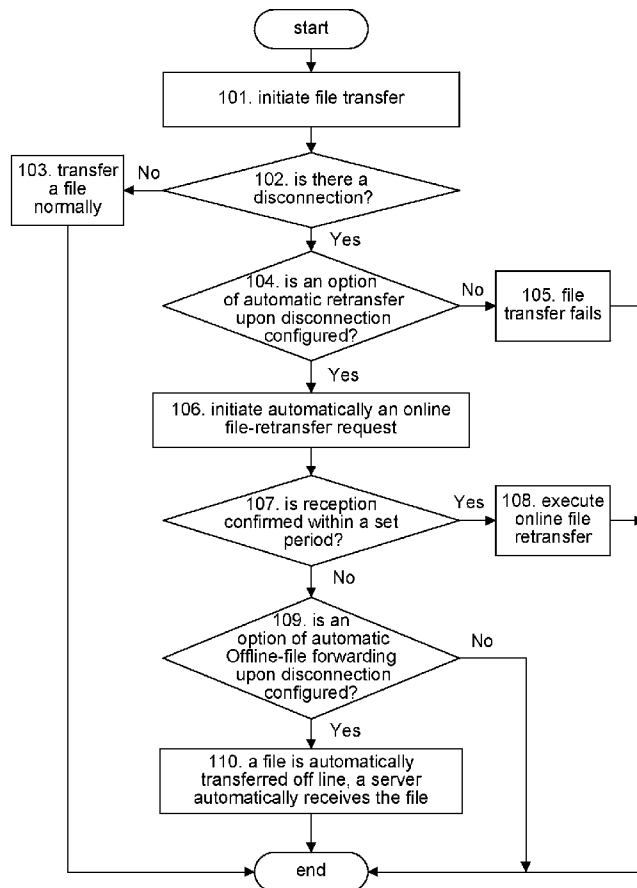 start
101. initiate file transfer
103. transfer
a file
normally
No
102. is there a
disconnection?
Yes
104. is an option
of automatic retransfer
upon disconnection
configured?
No
105. file
transfer fails
Yes
106. initiate automatically an online
file-retransfer request
107. is reception
confirmed within a set
period?
Yes
108. execute
online file
retransfer
No
109. is an
option of automatic
Offline-file forwarding
upon disconnection
configured?
No
Yes
110. a file is automatically
transferred off line, a server
automatically receives the file
end